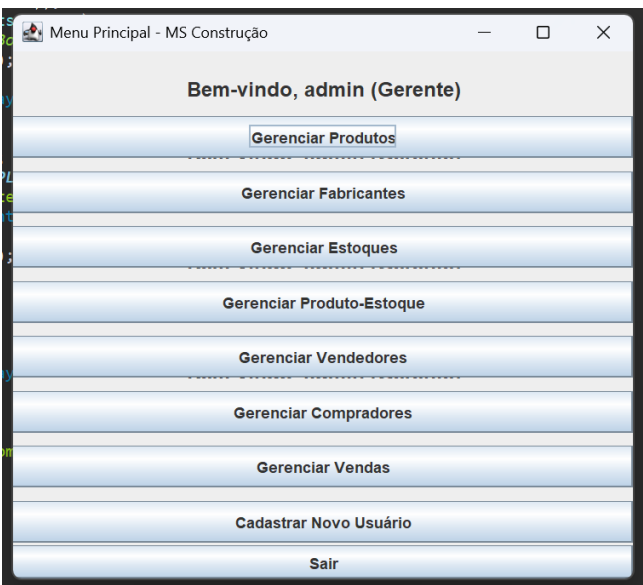 Menu Principal - MS Construção
Bem-vindo, admin (Gerente)
Gerenciar Produtos
Gerenciar Fabricantes
Gerenciar Estoques
Gerenciar Produto-Estoque
Gerenciar Vendedores
Gerenciar Compradores
Gerenciar Vendas
Cadastrar Novo Usuário
Sair